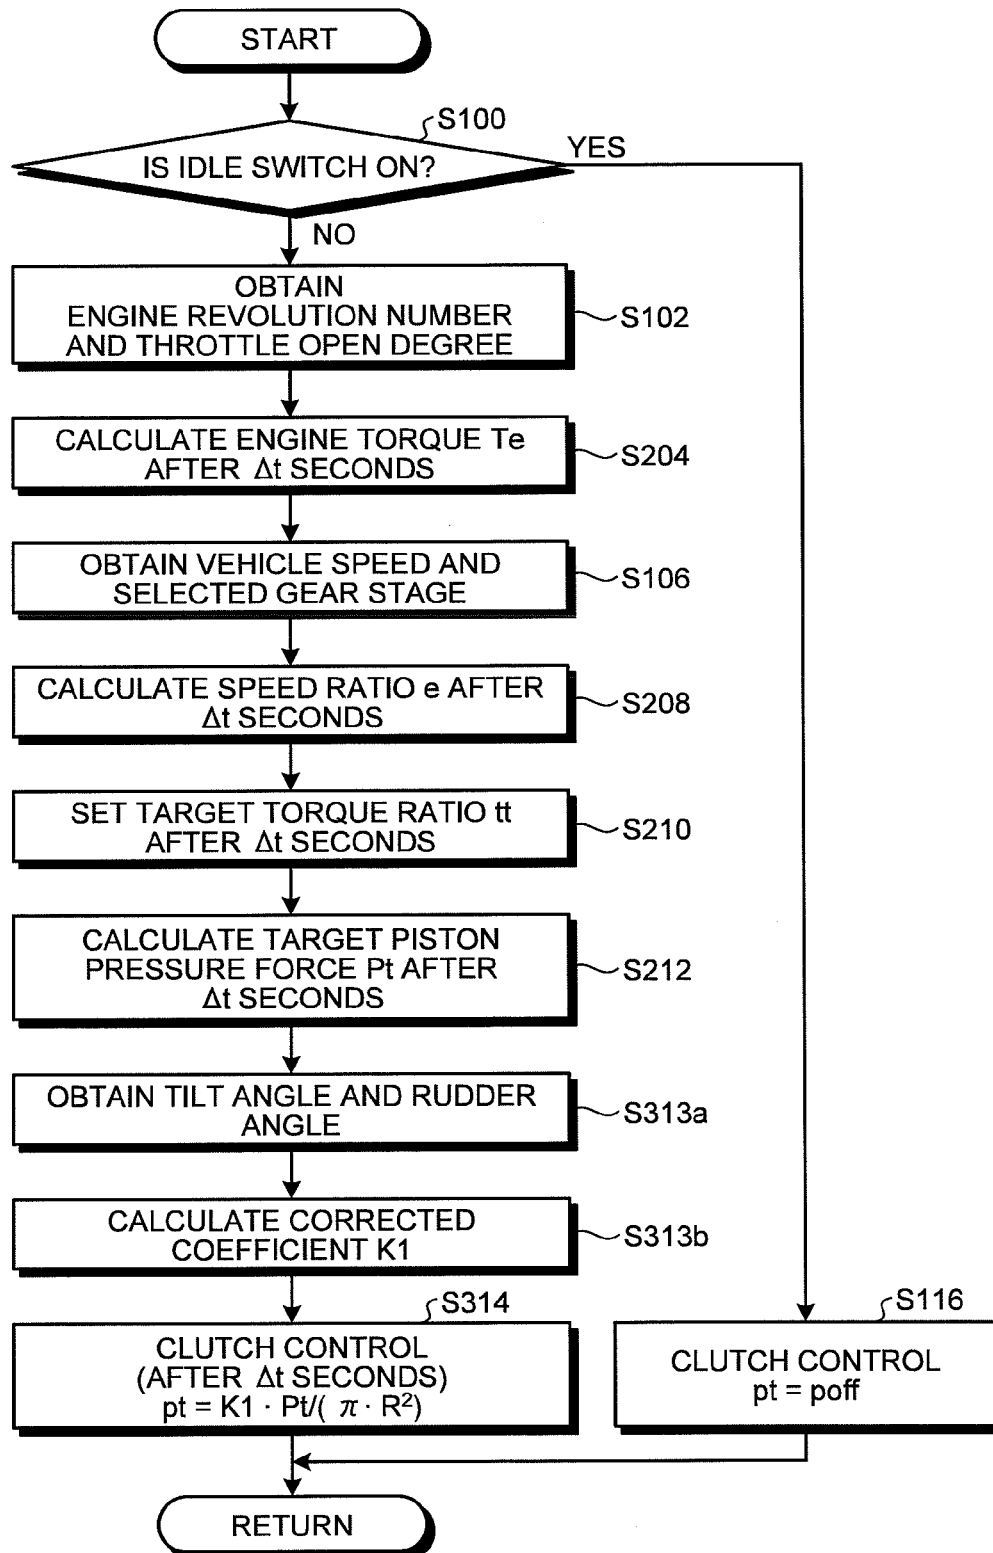 START
S100
IS IDLE SWITCH ON?
YES
NO
OBTAIN
ENGINE REVOLUTION NUMBER
AND THROTTLE OPEN DEGREE
S102
CALCULATE ENGINE TORQUE Te
AFTER Δt SECONDS
S204
OBTAIN VEHICLE SPEED AND
SELECTED GEAR STAGE
S106
CALCULATE SPEED RATIO e AFTER
Δt SECONDS
S208
SET TARGET TORQUE RATIO tt
AFTER Δt SECONDS
S210
CALCULATE TARGET PISTON
PRESSURE FORCE Pt AFTER
Δt SECONDS
S212
OBTAIN TILT ANGLE AND RUDDER
ANGLE
S313a
CALCULATE CORRECTED
COEFFICIENT K1
S313b
S314
CLUTCH CONTROL
(AFTER Δt SECONDS)
pt = K1 · Pt/( π · R²)
S116
CLUTCH CONTROL
pt = poff
RETURN